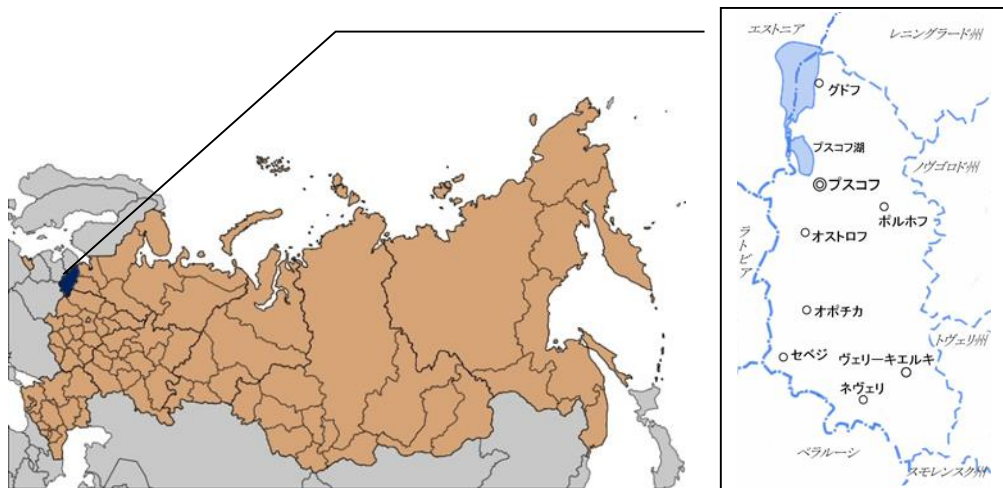 エストニア
レニングラード州
グドフ
プスコフ湖
ノヴゴロド州
プスコフ
ポルホフ
ラトビア
オストロフ
オポチカ
トヴェリ州
セベジ
ヴェリーキエルキ
ネヴェリ
ベラルーシ
スモレンスク州